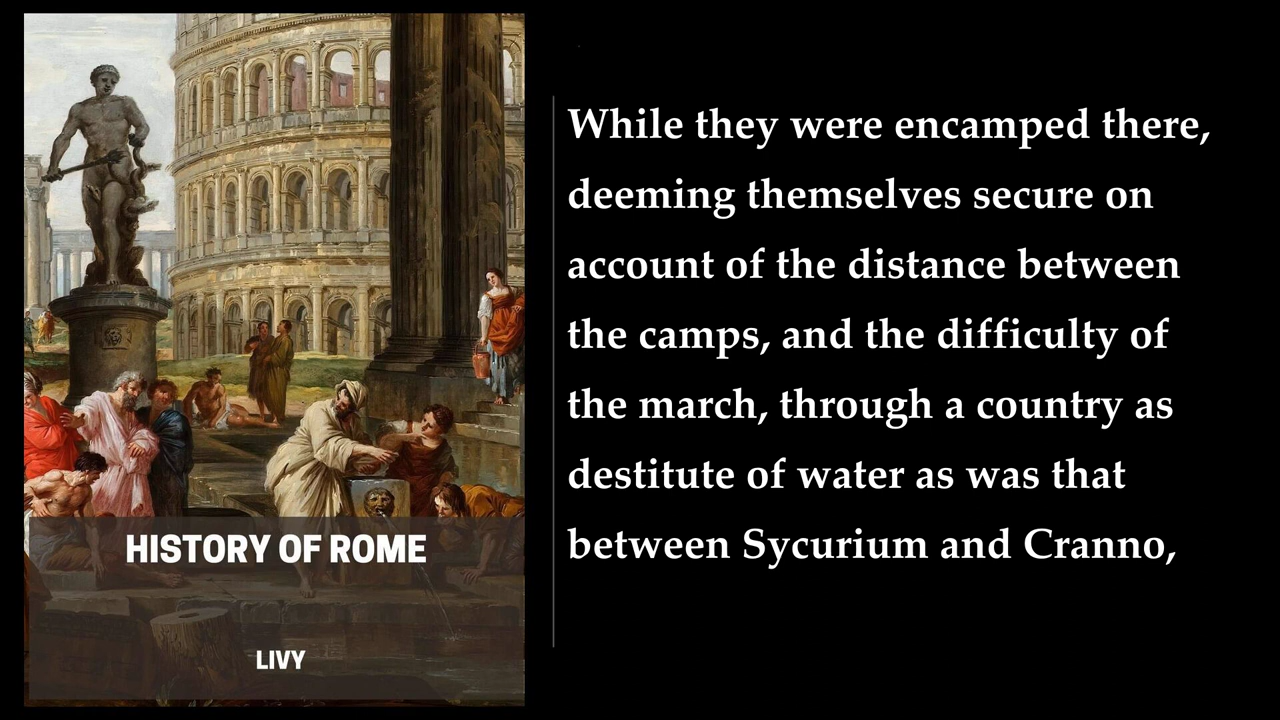 HISTORY OF ROME
LIVY
While they were encamped there,
deeming themselves secure on
account of the distance between
the camps, and the difficulty of
the march, through a country as
destitute of water as was that
between Sycurium and Cranno,